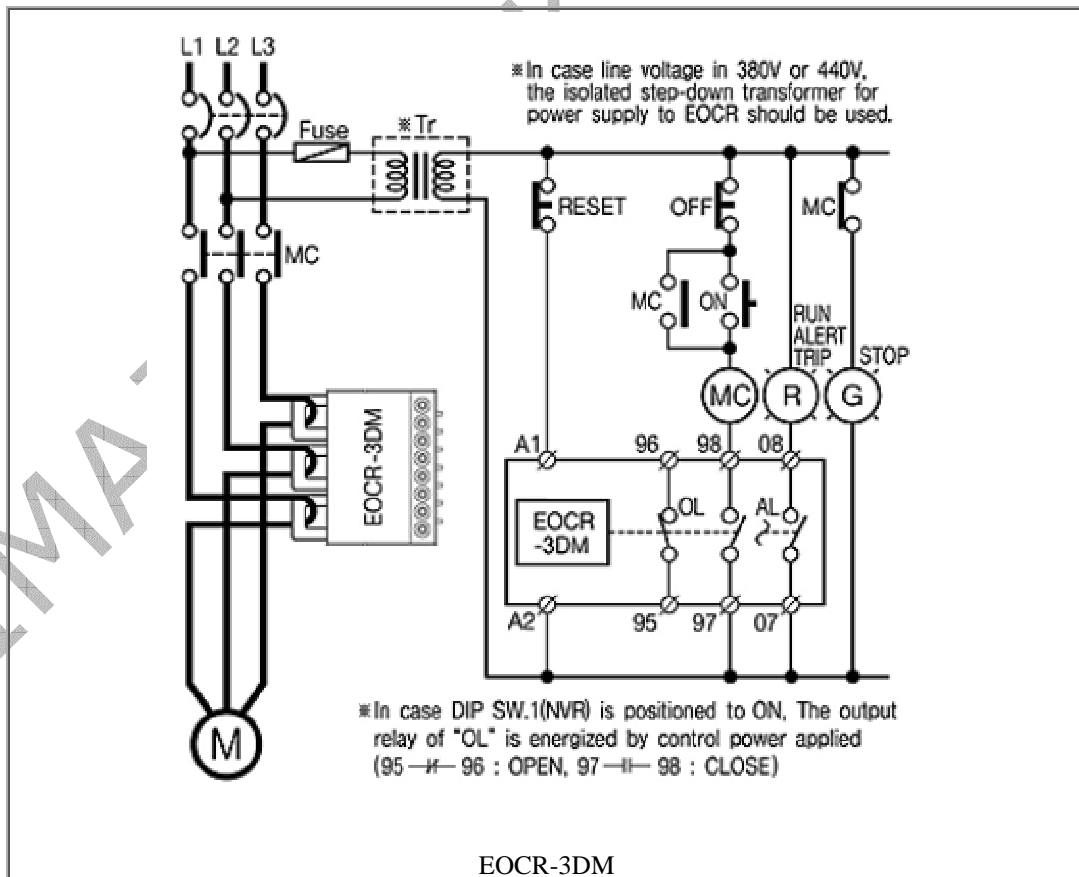 L1 L2 L3
※In case line voltage in 380V or 440V,
the isolated step-down transformer for
power supply to EOCR should be used.
Fuse
※Tr
RESET
OFF
MC
MC
MC
ON
RUN
ALERT
TRIP
STOP
MC
R
G
EOCR-3DM
A1
96
98
08
EOCR
-3DM
OL
AL
A2
95
97
07
M
※In case DIP SW.1(NVR) is positioned to ON, The output
relay of "OL" is energized by control power applied
(95 96 : OPEN, 97 98 : CLOSE)
EOCR-3DM